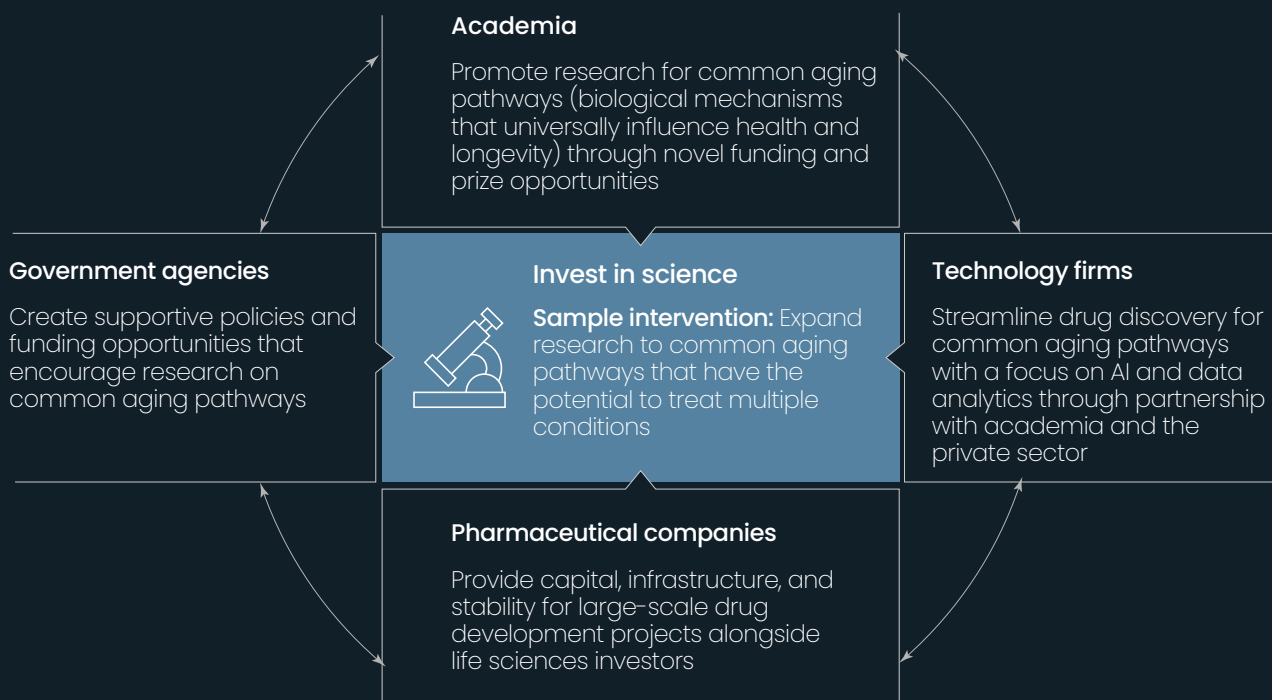 Academia
Promote research for common aging
pathways (biological mechanisms
that universally influence health and
longevity) through novel funding and
prize opportunities
Government agencies
Create supportive policies and
funding opportunities that
encourage research on
common aging pathways
Invest in science
Sample intervention: Expand
research to common aging
pathways that have the
potential to treat multiple
conditions
Technology firms
Streamline drug discovery for
common aging pathways
with a focus on AI and data
analytics through partnership
with academia and the
private sector
Pharmaceutical companies
Provide capital, infrastructure, and
stability for large-scale drug
development projects alongside
life sciences investors